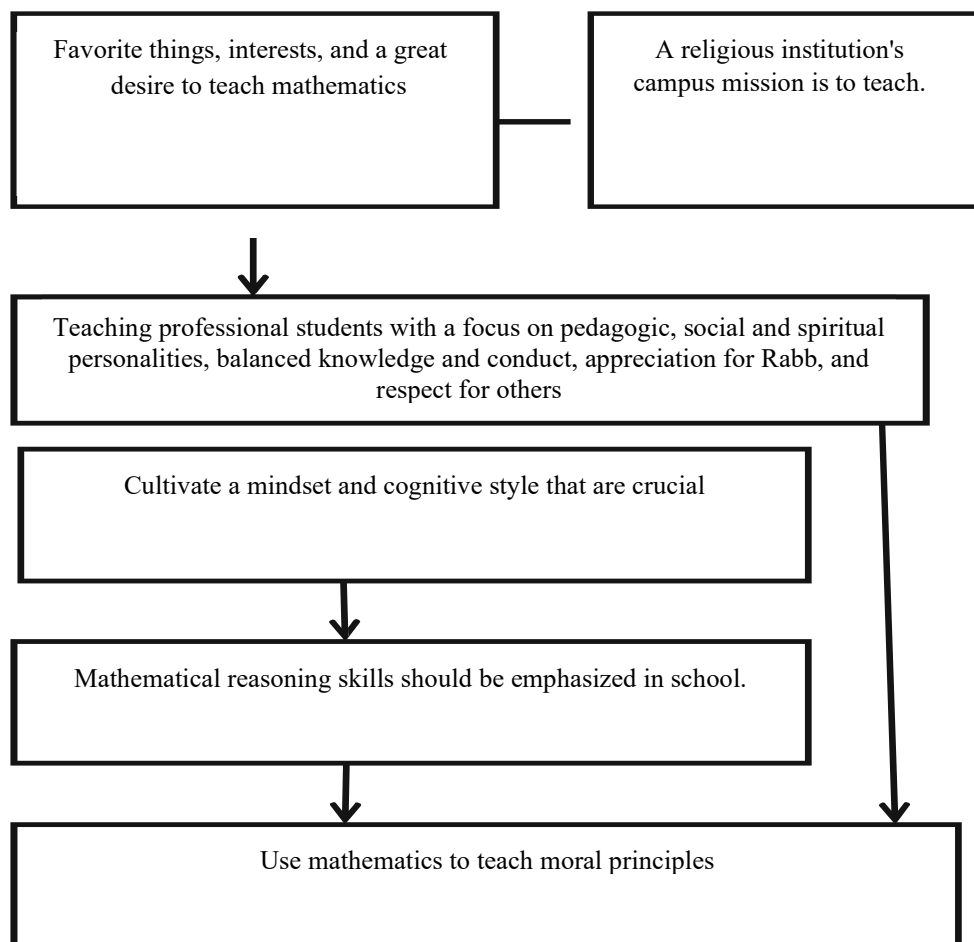 Favorite things, interests, and a great
desire to teach mathematics
A religious institution's
campus mission is to teach.
Teaching professional students with a focus on pedagogic, social and spiritual
personalities, balanced knowledge and conduct, appreciation for Rabb, and
respect for others
Cultivate a mindset and cognitive style that are crucial
Mathematical reasoning skills should be emphasized in school.
Use mathematics to teach moral principles